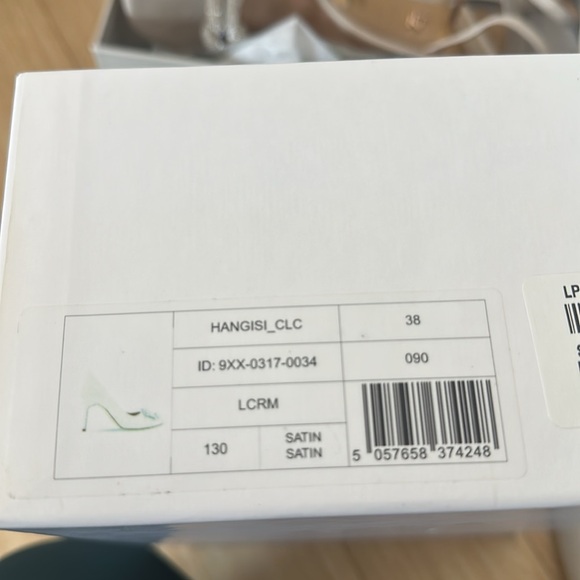 HANGISI_CLC
38
ID: 9XX-0317-0034
090
LCRM
130
SATIN
SATIN
5 057658 374248
LP